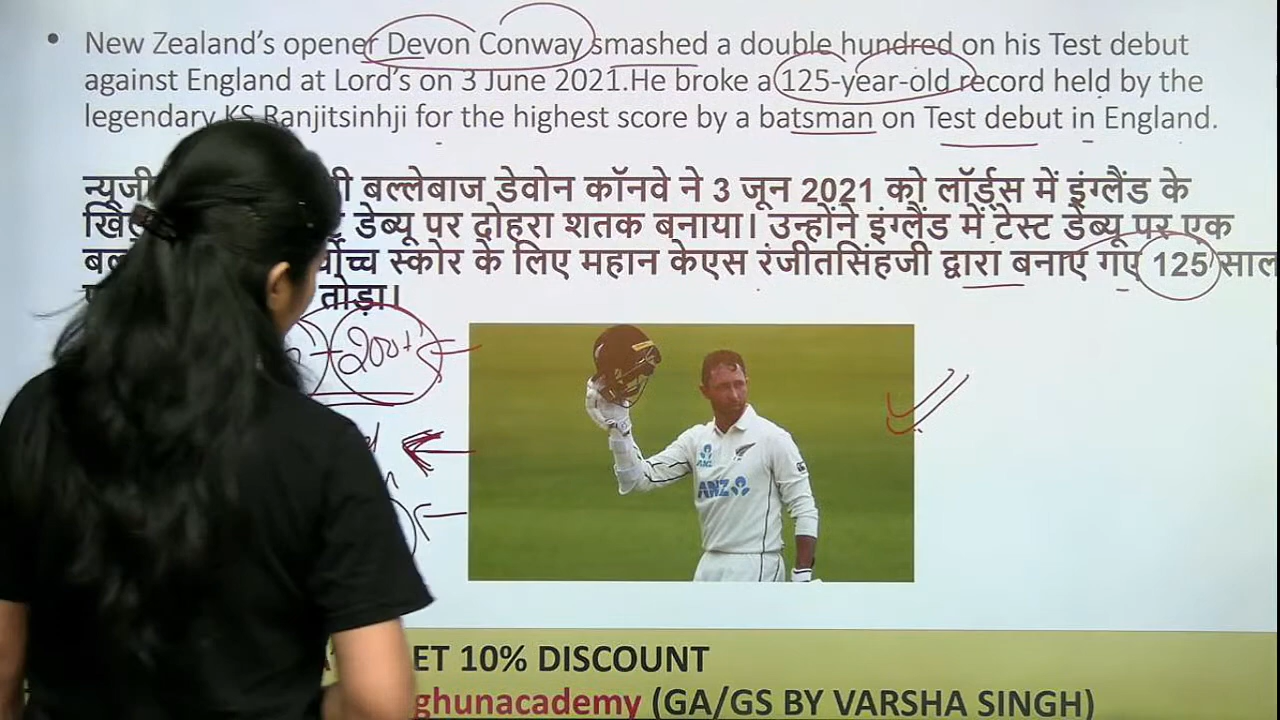 New Zealand's opener Devon Conway smashed a double hundred on his Test debut
against England at Lord's on 3 June 2021.He broke a 125-year-old record held by the
legendary KS Ranjitsinhji for the highest score by a batsman on Test debut in England.
बल्लेबाज डेवोन कॉनवे ने 3 जून 2021 को लॉर्ड्स में इंग्लैंड के
डेब्यू पर दोहरा शतक बनाया। उन्होंने इंग्लैंड में टेस्ट डेब्यू पर एक
स्कोर के लिए महान केएस रंजीतसिंहजी द्वारा बनाए गए 125 साल
तोड़ा।
200+
ANZ
10% DISCOUNT
ghunacademy (GA/GS BY VARSHA SINGH)